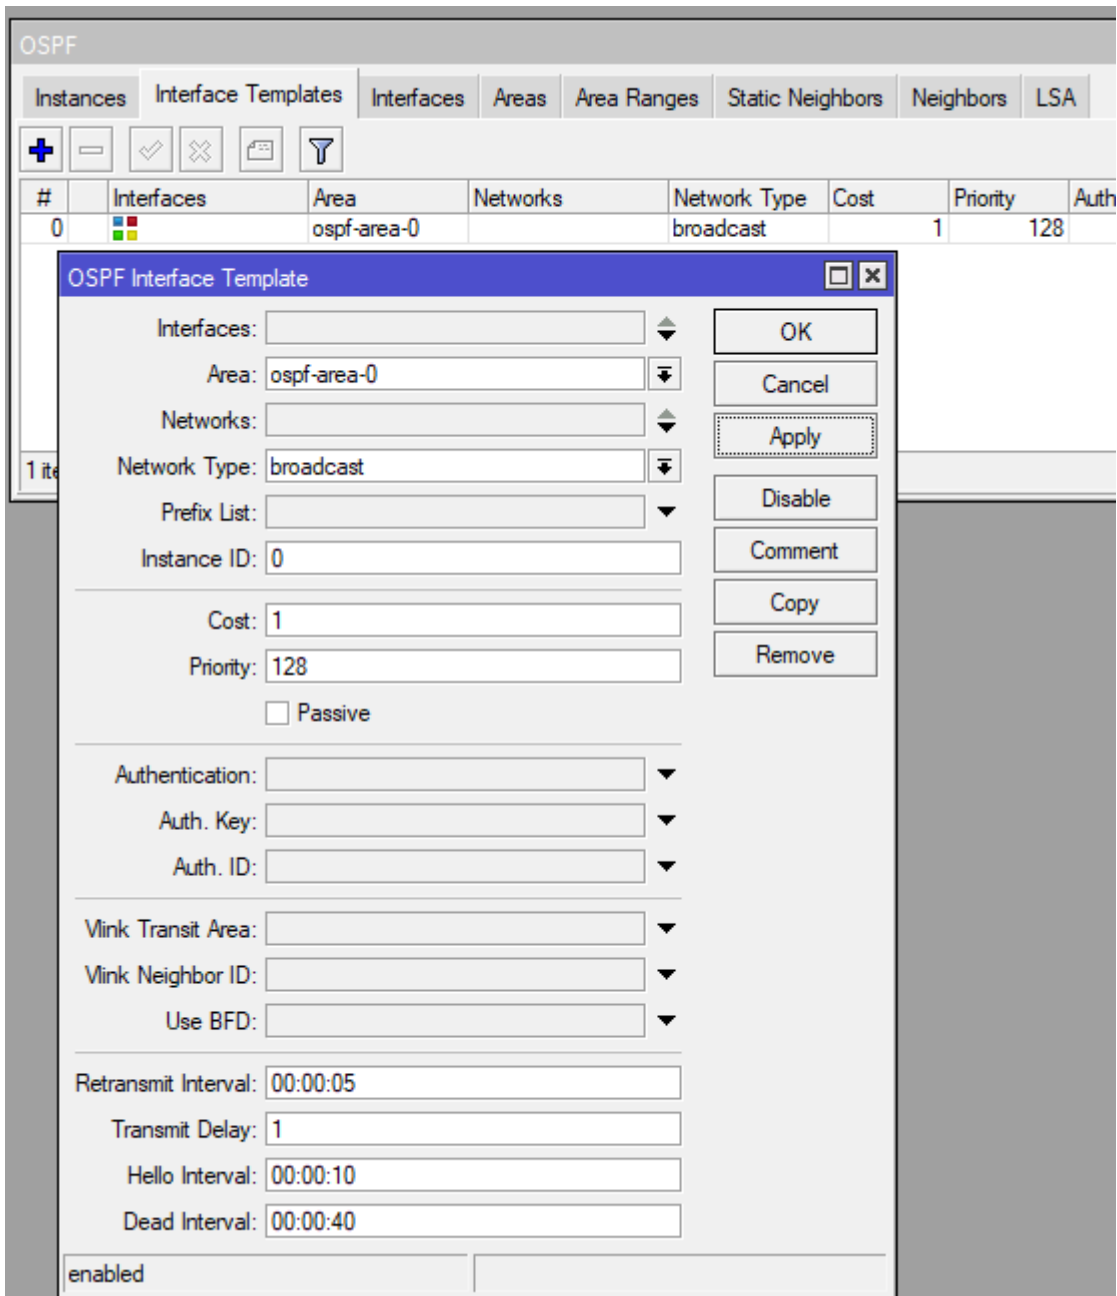 OSPF
Instances Interface Templates Interfaces Areas Area Ranges Static Neighbors Neighbors LSA
# Interfaces Area Networks Network Type Cost Priority Auth
0 ospf-area-0 broadcast 1 128
OSPF Interface Template
Interfaces: OK
Area: ospf-area-0 Cancel
Networks: Apply
1 ite
Network Type: broadcast
Disable
Prefix List:
Instance ID: 0 Comment
Cost: 1 Copy
Priority: 128 Remove
Passive
Authentication:
Auth. Key:
Auth. ID:
Vlink Transit Area:
Vlink Neighbor ID:
Use BFD:
Retransmit Interval: 00:00:05
Transmit Delay: 1
Hello Interval: 00:00:10
Dead Interval: 00:00:40
enabled